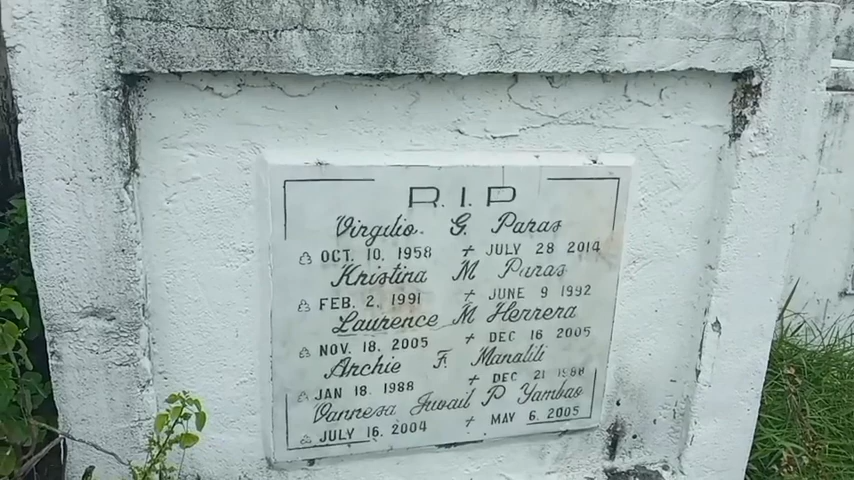 R.I.P
Virgilio G. Paras
OCT. 10, 1958 + JULY 28 2014
Kristina M Paras
FEB. 2, 1991 + JUNE 9 1992
Laurence M Herrera
NOV. 18, 2005 + DEC 16 2005
Archie F. Manalili
JAN 18. 1988 + DEC 21 1988
Vannesa Jwail P Yambao
JULY 16, 2004 + MAY 6. 2005